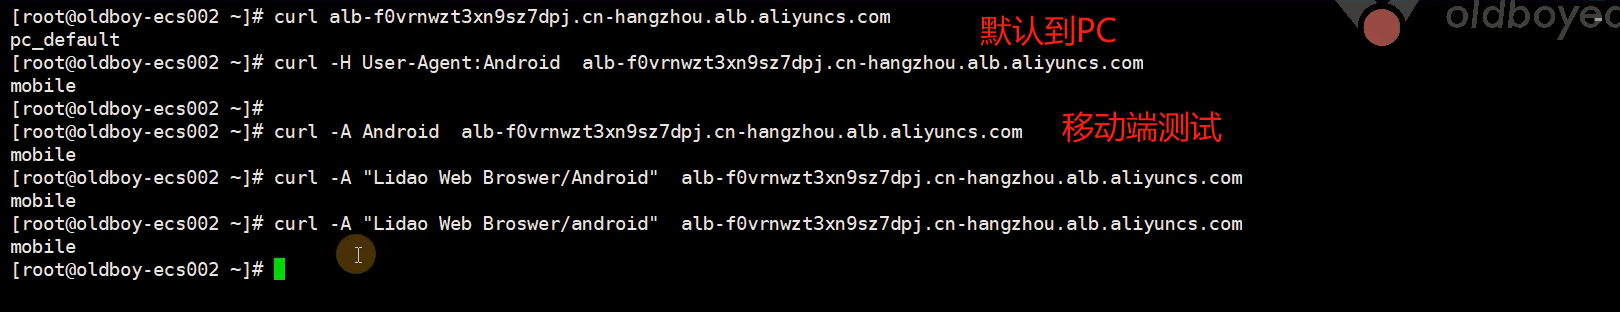 [root@oldboy-ecs002 ~]# curl alb-f0vrnwzt3xn9sz7dpj.cn-hangzhou.alb.aliyuncs.com
默认到PC
oldboyed
pc_default
[root@oldboy-ecs002 ~]# curl -H User-Agent:Android  alb-f0vrnwzt3xn9sz7dpj.cn-hangzhou.alb.aliyuncs.com
mobile
[root@oldboy-ecs002 ~]#
[root@oldboy-ecs002 ~]# curl -A Android  alb-f0vrnwzt3xn9sz7dpj.cn-hangzhou.alb.aliyuncs.com
移动端测试
mobile
[root@oldboy-ecs002 ~]# curl -A "Lidao Web Broswer/Android"  alb-f0vrnwzt3xn9sz7dpj.cn-hangzhou.alb.aliyuncs.com
mobile
[root@oldboy-ecs002 ~]# curl -A "Lidao Web Broswer/android"  alb-f0vrnwzt3xn9sz7dpj.cn-hangzhou.alb.aliyuncs.com
mobile
[root@oldboy-ecs002 ~]#